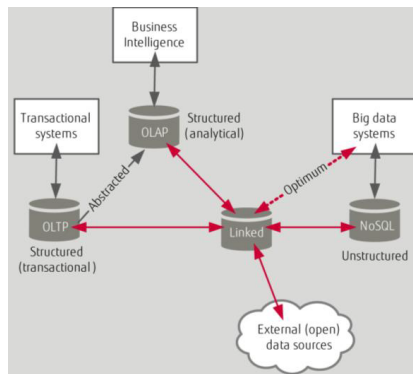 Business
Intelligence
Transactional
systems
OLAP
Structured
(analytical)
Big data
systems
Abstracted
Optimum
OLTP
Linked
NoSQL
Structured
(transactional)
Unstructured
External (open)
data sources